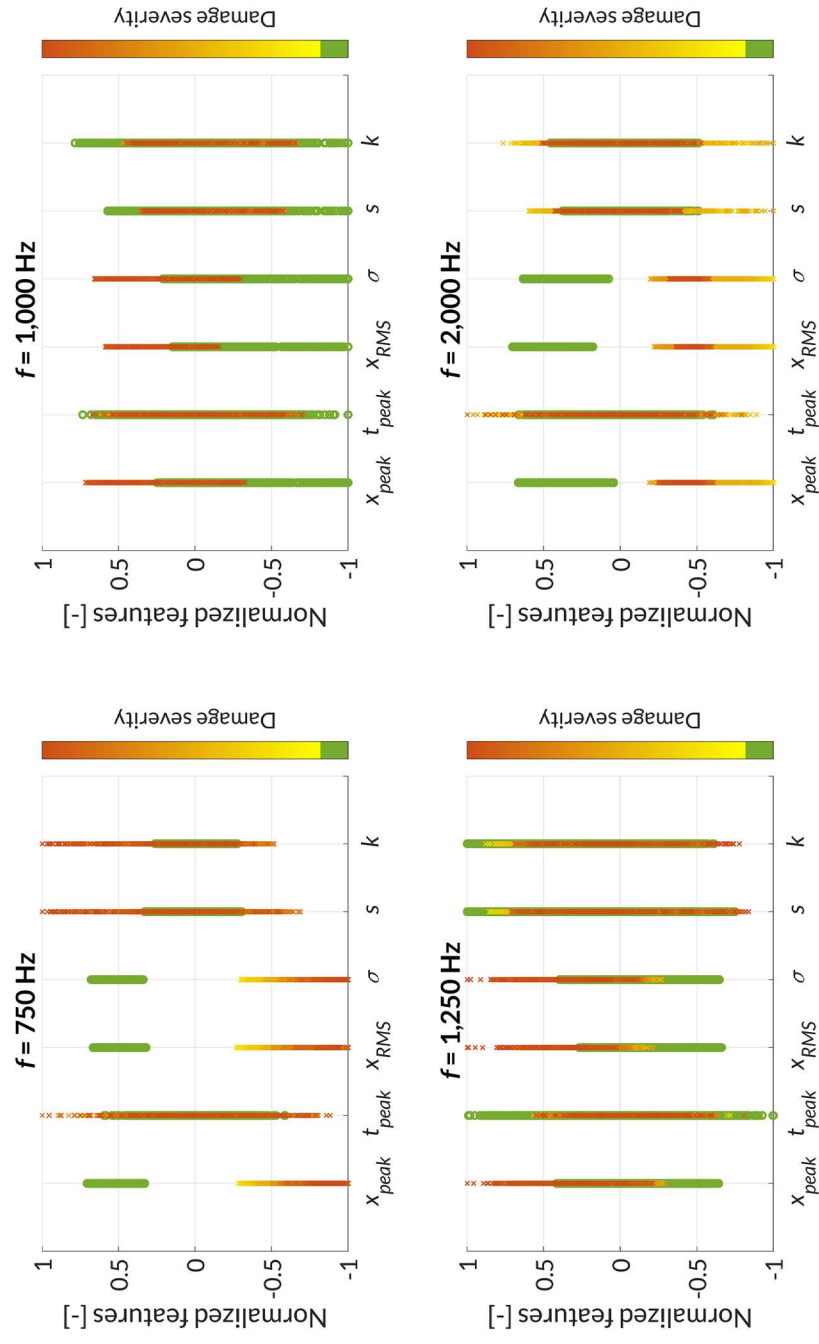 f = 750 Hz
1
0.5
0
-0.5
-1
Normalized features [-]
x_peak t_peak x_RMS σ s k
Damage severity
f = 1,000 Hz
1
0.5
0
-0.5
-1
Normalized features [-]
x_peak t_peak x_RMS σ s k
Damage severity
f = 1,250 Hz
1
0.5
0
-0.5
-1
Normalized features [-]
x_peak t_peak x_RMS σ s k
Damage severity
f = 2,000 Hz
1
0.5
0
-0.5
-1
Normalized features [-]
x_peak t_peak x_RMS σ s k
Damage severity